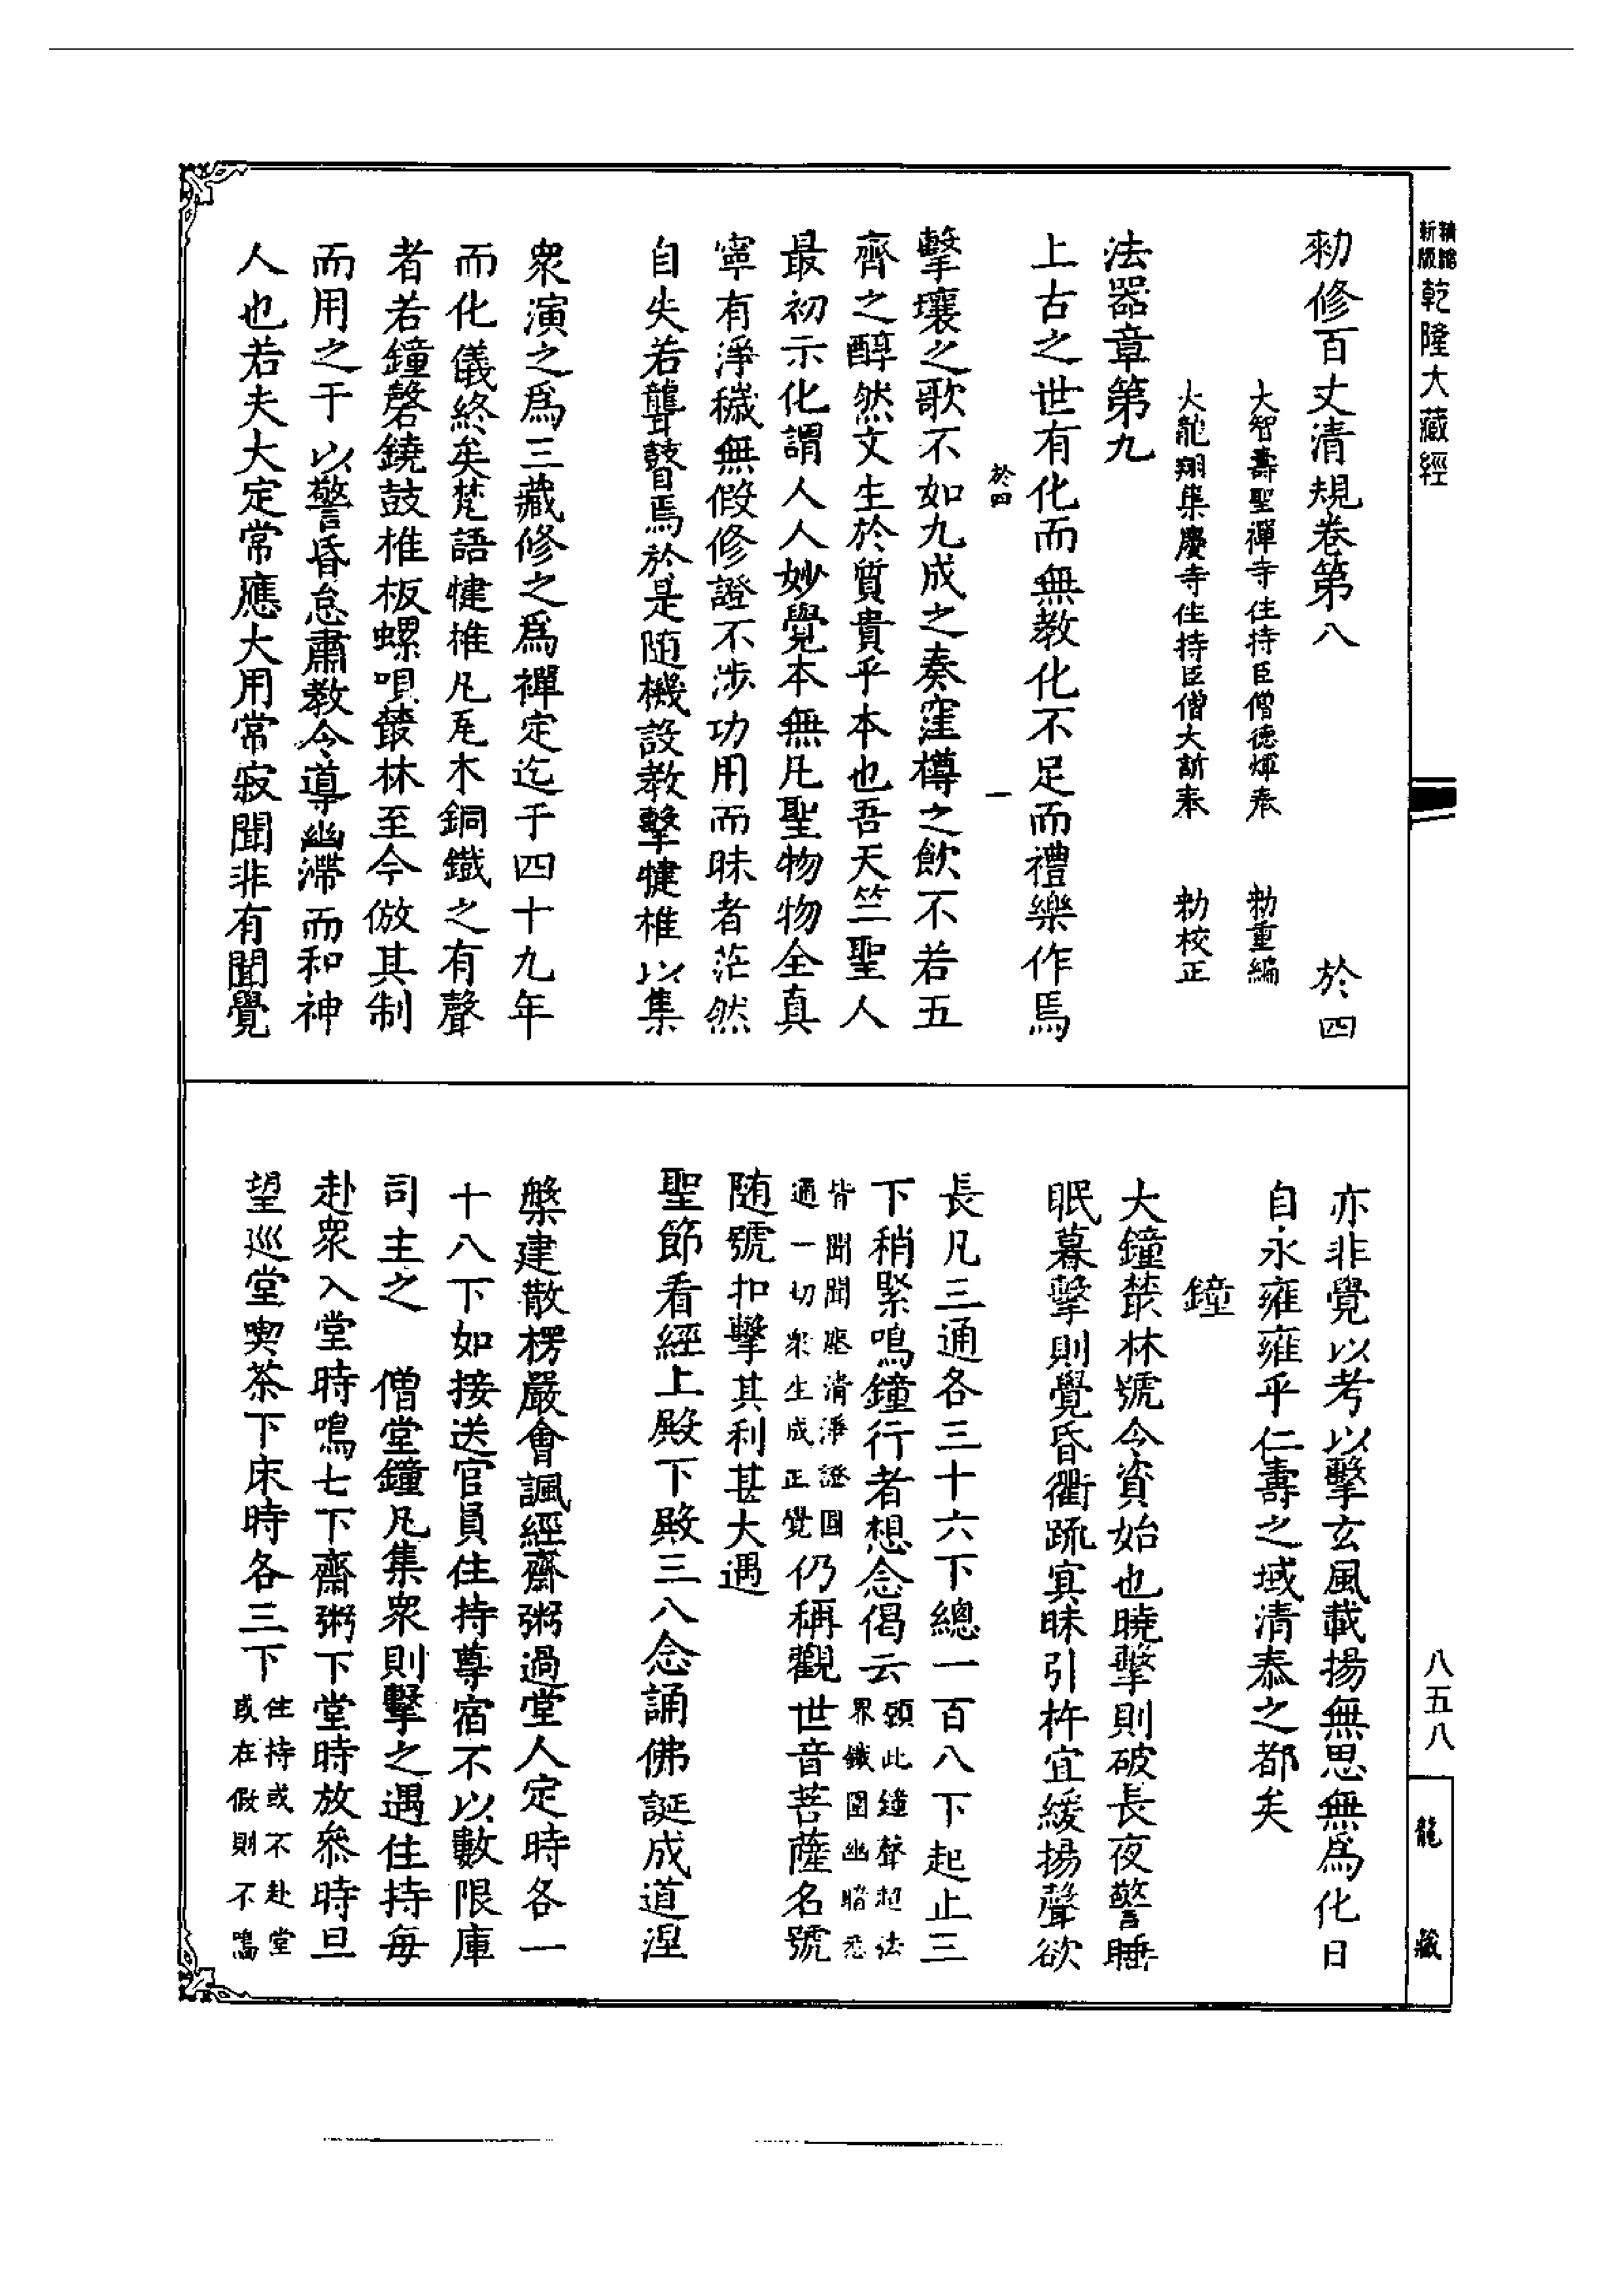 精縮新版乾隆大藏經
勑修百丈清規卷第八 於四
大智壽聖禪寺住持臣僧德煇奉 勑重編
大龍翔集慶寺住持臣僧大訢奉 勑校正
法器章第九
上古之世有化而無教化不足而禮樂作焉
於四 一
擊壤之歌不如九成之奏窪樽之飲不若五
齊之醇然文生於質貴乎本也吾天竺聖人
最初示化謂人人妙覺本無凡聖物物全真
寧有淨穢無假修證不涉功用而昧者茫然
自失若聾瞽焉於是隨機設教擊犍椎以集
衆演之爲三藏修之爲禪定迄于四十九年
而化儀終矣梵語犍椎凡瓦木銅鐵之有聲
者若鐘磬鐃鼓椎板螺唄叢林至今倣其制
而用之于以警昏怠肅教令導幽滯而和神
人也若夫大定常應大用常寂聞非有聞覺
亦非覺以考以擊玄風載揚無思無爲化日
自永雍雍乎仁壽之域清泰之都矣
鐘
大鐘叢林號令資始也曉擊則破長夜警睡
眠暮擊則覺昏衢疏冥昧引杵宜緩揚聲欲
長凡三通各三十六下總一百八下起止三
下稍緊鳴鐘行者想念偈云願此鐘聲超法界鐵圍幽暗悉
皆聞聞塵清淨證圓通一切衆生成正覺仍稱觀世音菩薩名號
随號扣擊其利甚大遇
聖節看經上殿下殿三八念誦佛誕成道涅
槃建散楞嚴會諷經齋粥過堂人定時各一
十八下如接送官員住持尊宿不以數限庫
司主之 僧堂鐘凡集衆則擊之遇住持每
赴衆入堂時鳴七下齋粥下堂時放參時旦
望巡堂喫茶下床時各三下住持或不赴堂或在假則不鳴
八五八
龍藏